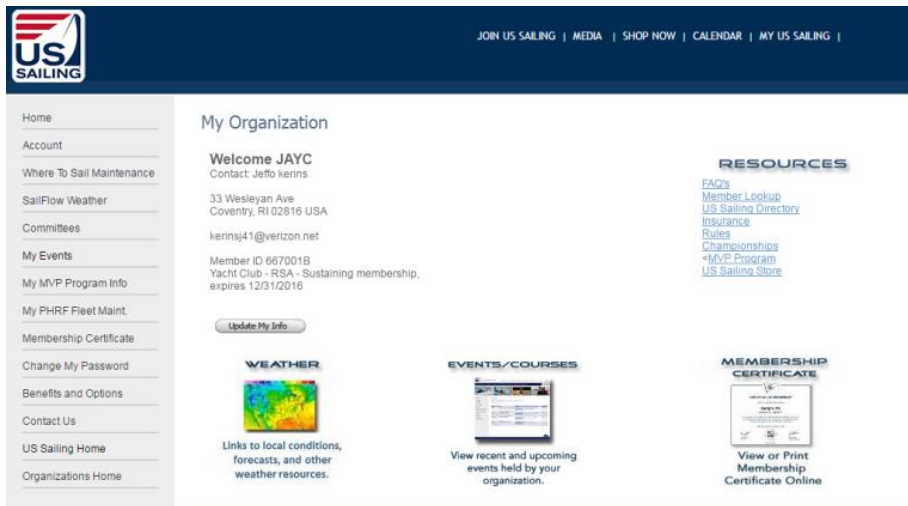 US
SAILING
JOIN US SAILING | MEDIA | SHOP NOW | CALENDAR | MY US SAILING |
Home
Account
Where To Sail Maintenance
SailFlow Weather
Committees
My Events
My MVP Program Info
My PHRF Fleet Maint.
Membership Certificate
Change My Password
Benefits and Options
Contact Us
US Sailing Home
Organizations Home
My Organization
Welcome JAYC
Contact: Jeffo kerins
33 Wesleyan Ave
Coventry, RI 02816 USA
kerinsj41@verizon.net
Member ID 667001B
Yacht Club - RSA - Sustaining membership,
expires 12/31/2016
Update My Info
RESOURCES
FAQ's
Member Lookup
US Sailing Directory
Insurance
Rules
Championships
<MVP Program
US Sailing Store
WEATHER
Links to local conditions,
forecasts, and other
weather resources.
EVENTS/COURSES
View recent and upcoming
events held by your
organization.
MEMBERSHIP
CERTIFICATE
View or Print
Membership
Certificate Online